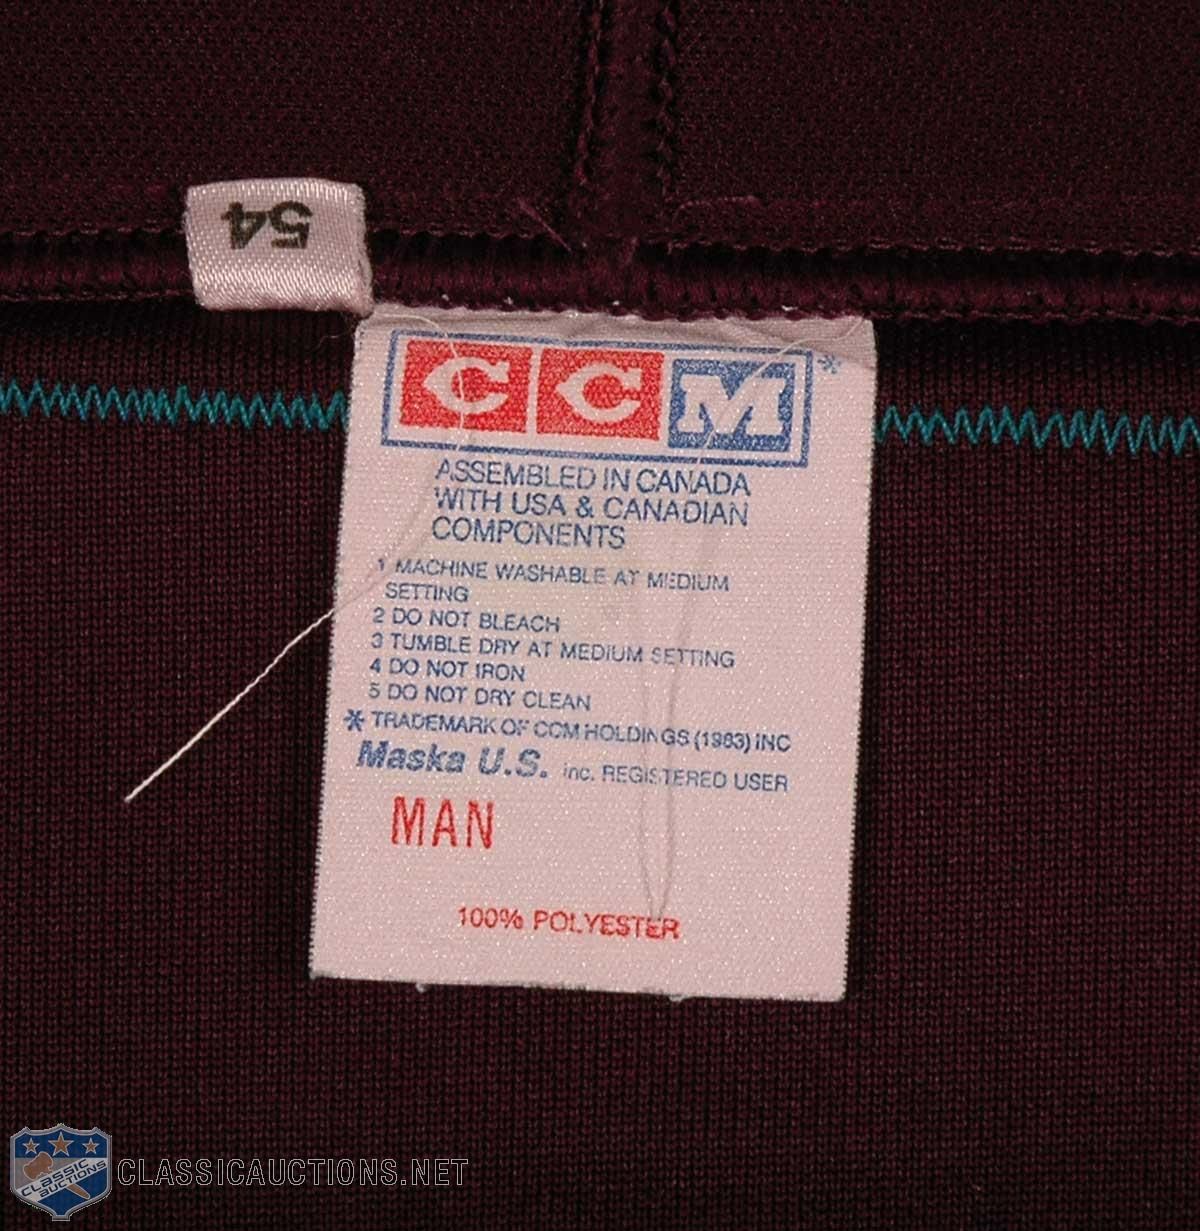 54
CCM*
ASSEMBLED IN CANADA
WITH USA & CANADIAN
COMPONENTS
1 MACHINE WASHABLE AT MEDIUM
SETTING
2 DO NOT BLEACH
3 TUMBLE DRY AT MEDIUM SETTING
4 DO NOT IRON
5 DO NOT DRY CLEAN
* TRADEMARK OF CCM HOLDINGS (1983) INC
Maska U.S. inc. REGISTERED USER
MAN
100% POLYESTER
CLASSIC
AUCTIONS
CLASSICAUCTIONS.NET